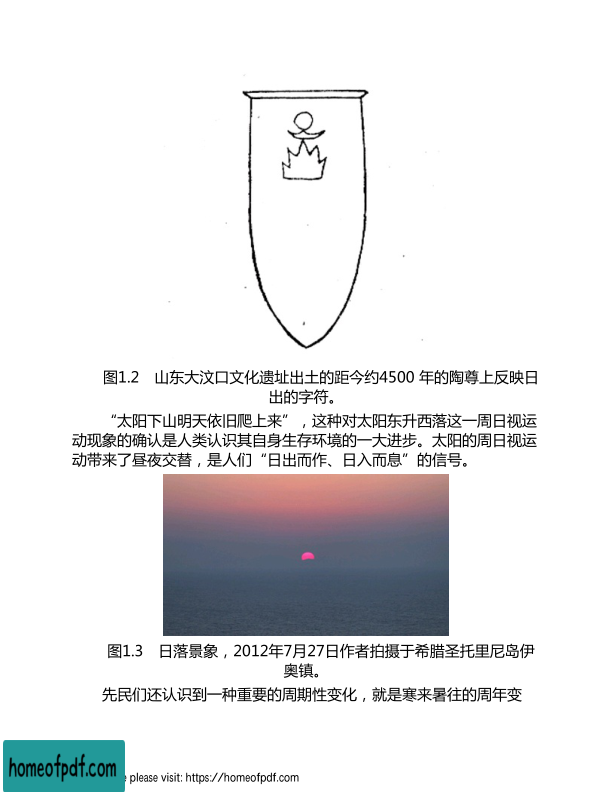 图1.2 山东大汶口文化遗址出土的距今约4500 年的陶尊上反映日
出的字符。
“太阳下山明天依旧爬上来”，这种对太阳东升西落这一周日视运
动现象的确认是人类认识其自身生存环境的一大进步。太阳的周日视运
动带来了昼夜交替，是人们“日出而作、日入而息”的信号。
图1.3 日落景象，2012年7月27日作者拍摄于希腊圣托里尼岛伊
奥镇。
先民们还认识到一种重要的周期性变化，就是寒来暑往的周年变
homeofpdf.com
please visit: https://homeofpdf.com